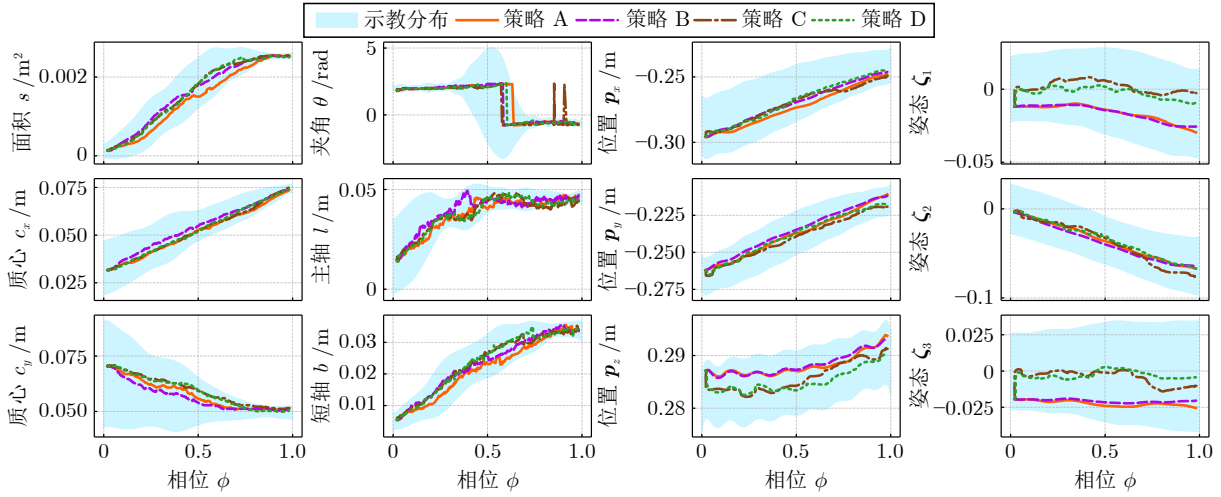 示教分布 策略 A 策略 B 策略 C 策略 D
面积 s /m²
0.002
0
夹角 θ /rad
5
0
位置 pₓ /m
−0.25
−0.30
姿态 ζ₁
0
−0.05
质心 cₓ /m
0.075
0.050
0.025
主轴 l/m
0.05
0
位置 p_y /m
−0.225
−0.250
−0.275
姿态 ζ₂
0
−0.1
质心 c_y /m
0.075
0.050
短轴 b /m
0.03
0.02
0.01
位置 p_z /m
0.29
0.28
姿态 ζ₃
0.025
0
−0.025
0 0.5 1.0
相位 ϕ
0 0.5 1.0
相位 ϕ
0 0.5 1.0
相位 ϕ
0 0.5 1.0
相位 ϕ